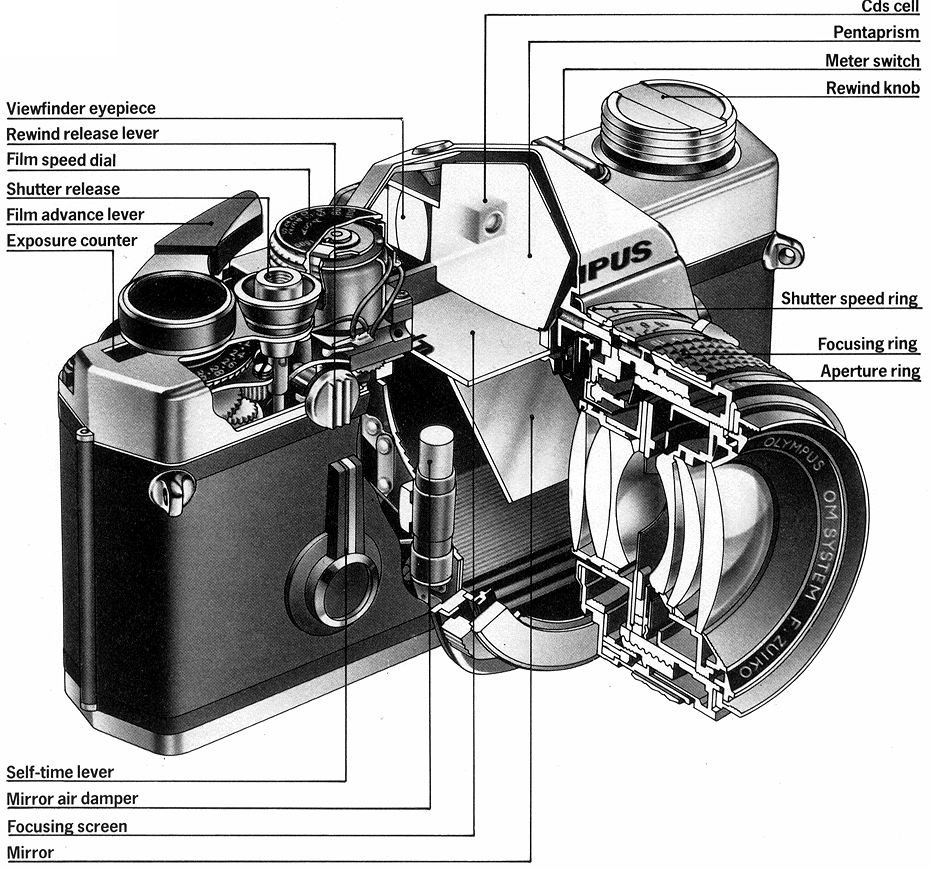 Cds cell
Pentaprism
Meter switch
Rewind knob
Viewfinder eyepiece
Rewind release lever
Film speed dial
Shutter release
Film advance lever
Exposure counter
MPUS
Shutter speed ring
Focusing ring
Aperture ring
OLYMPUS OM SYSTEM F.ZUIKO
Self-time lever
Mirror air damper
Focusing screen
Mirror